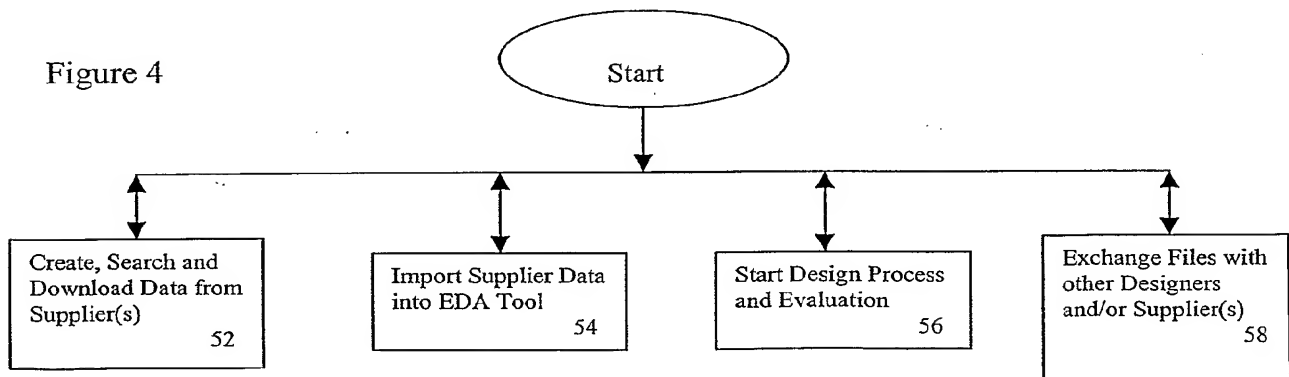 Figure 4
Start
Create, Search and
Download Data from
Supplier(s)
52
Import Supplier Data
into EDA Tool
54
Start Design Process
and Evaluation
56
Exchange Files with
other Designers
and/or Supplier(s)
58